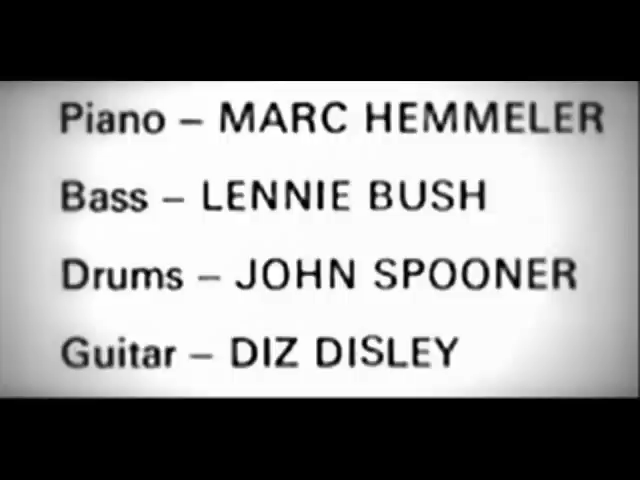 Piano – MARC HEMMELER
Bass – LENNIE BUSH
Drums – JOHN SPOONER
Guitar – DIZ DISLEY